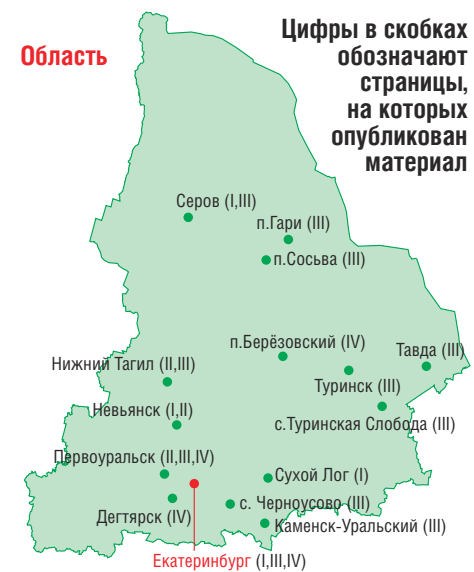 Область
Цифры в скобках
обозначают
страницы,
на которых
опубликован
материал
Серов (I,III)
п.Гари (III)
п.Сосьва (III)
п.Берёзовский (IV)
Тавда (III)
Нижний Тагил (II,III)
Туринск (III)
Невьянск (I,II)
с.Туринская Слобода (III)
Первоуральск (II,III,IV)
Сухой Лог (I)
с. Черноусово (III)
Дегтярск (IV)
Каменск-Уральский (III)
Екатеринбург (I,III,IV)